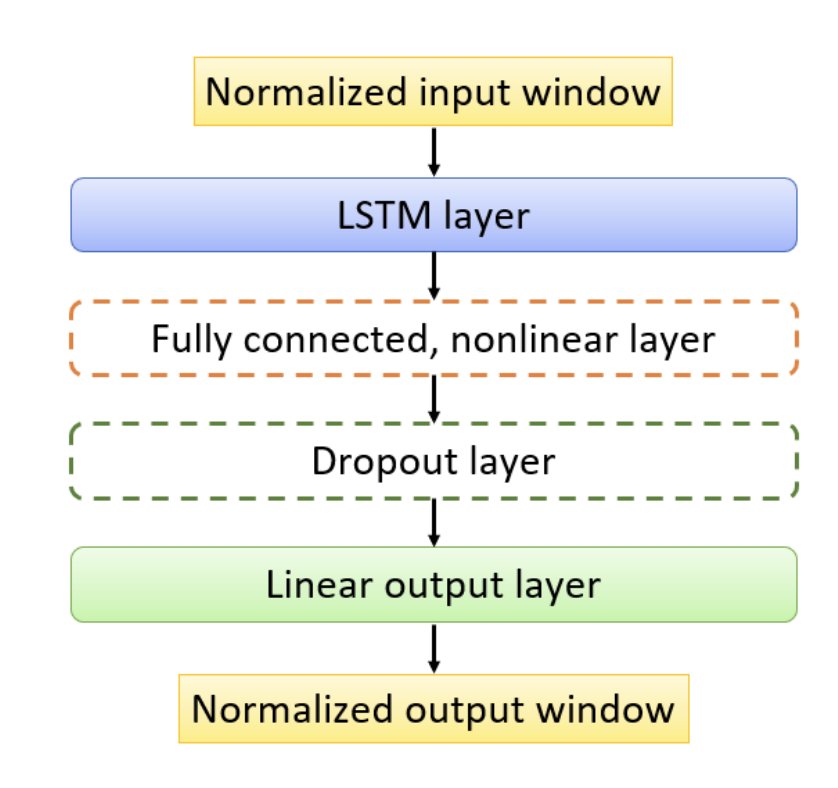 Normalized input window
LSTM layer
Fully connected, nonlinear layer
Dropout layer
Linear output layer
Normalized output window